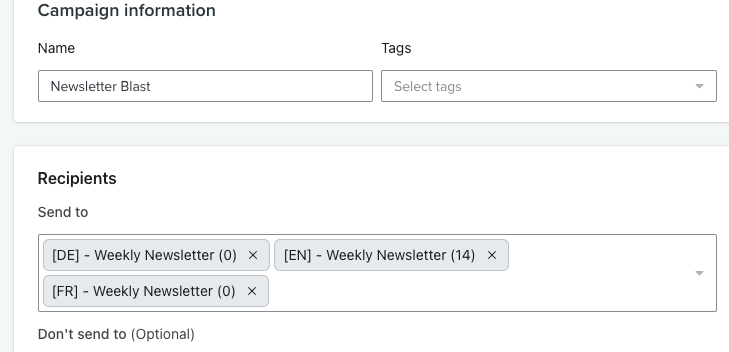 Campaign information
Name Tags
Newsletter Blast Select tags
Recipients
Send to
[DE] - Weekly Newsletter (0) × [EN] - Weekly Newsletter (14) ×
[FR] - Weekly Newsletter (0) ×
Don't send to (Optional)